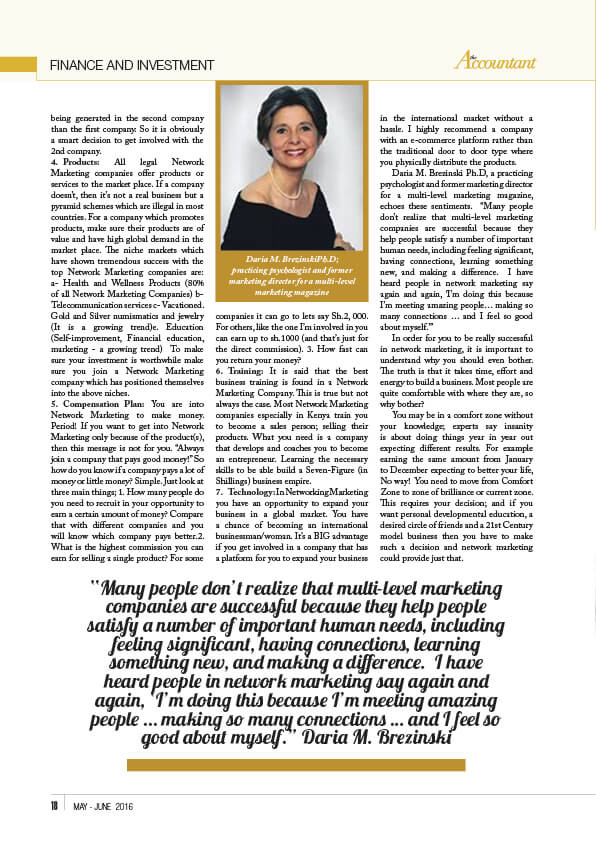 FINANCE AND INVESTMENT
the
Accountant
being generated in the second company
than the first company. So it is obviously
a smart decision to get involved with the
2nd company.
4. Products: All legal Network
Marketing companies offer products or
services to the market place. If a company
doesn't, then it's not a real business but a
pyramid schemes which are illegal in most
countries. For a company which promotes
products, make sure their products are of
value and have high global demand in the
market place. The niche markets which
have shown tremendous success with the
top Network Marketing companies are:
a- Health and Wellness Products (80%
of all Network Marketing Companies) b-
Telecommunication services c- Vacationed.
Gold and Silver numismatics and jewelry
(It is a growing trend)e. Education
(Self-improvement, Financial education,
marketing - a growing trend) To make
sure your investment is worthwhile make
sure you join a Network Marketing
company which has positioned themselves
into the above niches.
5. Compensation Plan: You are into
Network Marketing to make money.
Period! If you want to get into Network
Marketing only because of the product(s),
then this message is not for you. "Always
join a company that pays good money!" So
how do you know if a company pays a lot of
money or little money? Simple. Just look at
three main things; 1. How many people do
you need to recruit in your opportunity to
earn a certain amount of money? Compare
that with different companies and you
will know which company pays better.2.
What is the highest commission you can
earn for selling a single product? For some
Daria M. BrezinskiPh.D;
practicing psychologist and former
marketing director for a multi-level
marketing magazine
companies it can go to lets say Sh.2, 000.
For others, like the one I'm involved in you
can earn up to sh.1000 (and that's just for
the direct commission). 3. How fast can
you return your money?
6. Training: It is said that the best
business training is found in a Network
Marketing Company. This is true but not
always the case. Most Network Marketing
companies especially in Kenya train you
to become a sales person; selling their
products. What you need is a company
that develops and coaches you to become
an entrepreneur. Learning the necessary
skills to be able build a Seven-Figure (in
Shillings) business empire.
7. Technology: In Networking Marketing
you have an opportunity to expand your
business in a global market. You have
a chance of becoming an international
businessman/woman. It's a BIG advantage
if you get involved in a company that has
a platform for you to expand your business
in the international market without a
hassle. I highly recommend a company
with an e-commerce platform rather than
the traditional door to door type where
you physically distribute the products.
Daria M. Brezinski Ph.D, a practicing
psychologist and former marketing director
for a multi-level marketing magazine,
echoes these sentiments. "Many people
don't realize that multi-level marketing
companies are successful because they
help people satisfy a number of important
human needs, including feeling significant,
having connections, learning something
new, and making a difference. I have
heard people in network marketing say
again and again, 'I'm doing this because
I'm meeting amazing people… making so
many connections … and I feel so good
about myself.'"
In order for you to be really successful
in network marketing, it is important to
understand why you should even bother.
The truth is that it takes time, effort and
energy to build a business. Most people are
quite comfortable with where they are, so
why bother?
You may be in a comfort zone without
your knowledge; experts say insanity
is about doing things year in year out
expecting different results. For example
earning the same amount from January
to December expecting to better your life,
No way! You need to move from Comfort
Zone to zone of brilliance or current zone.
This requires your decision; and if you
want personal developmental education, a
desired circle of friends and a 21st Century
model business then you have to make
such a decision and network marketing
could provide just that.
"Many people don't realize that multi-level marketing
companies are successful because they help people
satisfy a number of important human needs, including
feeling significant, having connections, learning
something new, and making a difference. I have
heard people in network marketing say again and
again, 'I'm doing this because I'm meeting amazing
people … making so many connections … and I feel so
good about myself." Daria M. Brezinski
18 MAY - JUNE 2016